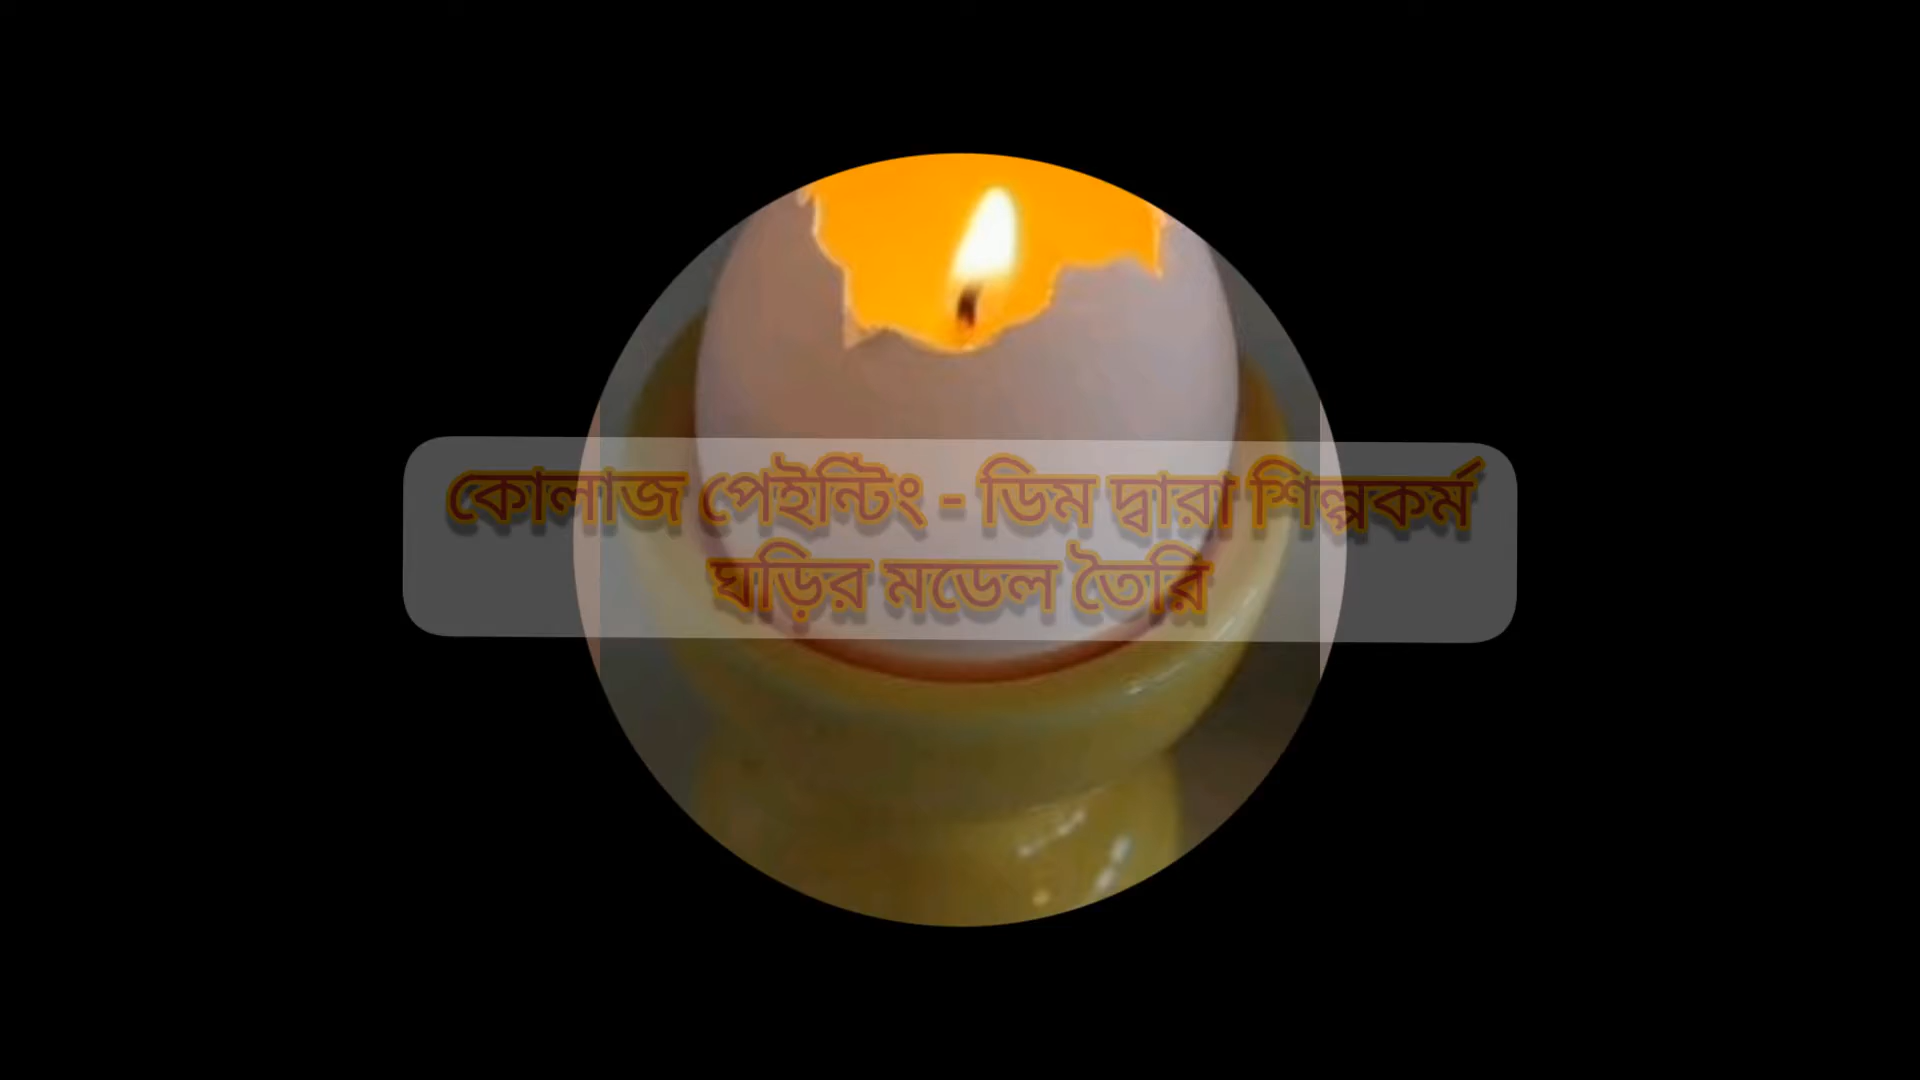 কোলাজ পেইন্টিং - ডিম দ্বারা শিল্পকর্ম
ঘড়ির মডেল তৈরি